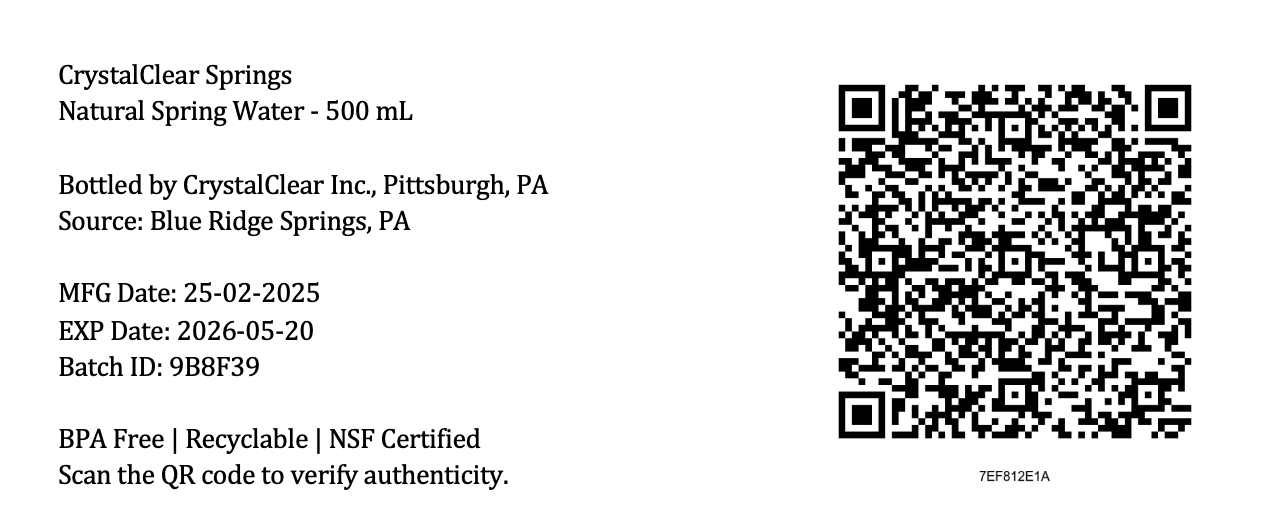 CrystalClear Springs
Natural Spring Water - 500 mL
Bottled by CrystalClear Inc., Pittsburgh, PA
Source: Blue Ridge Springs, PA
MFG Date: 25-02-2025
EXP Date: 2026-05-20
Batch ID: 9B8F39
BPA Free | Recyclable | NSF Certified
Scan the QR code to verify authenticity.
7EF812E1A